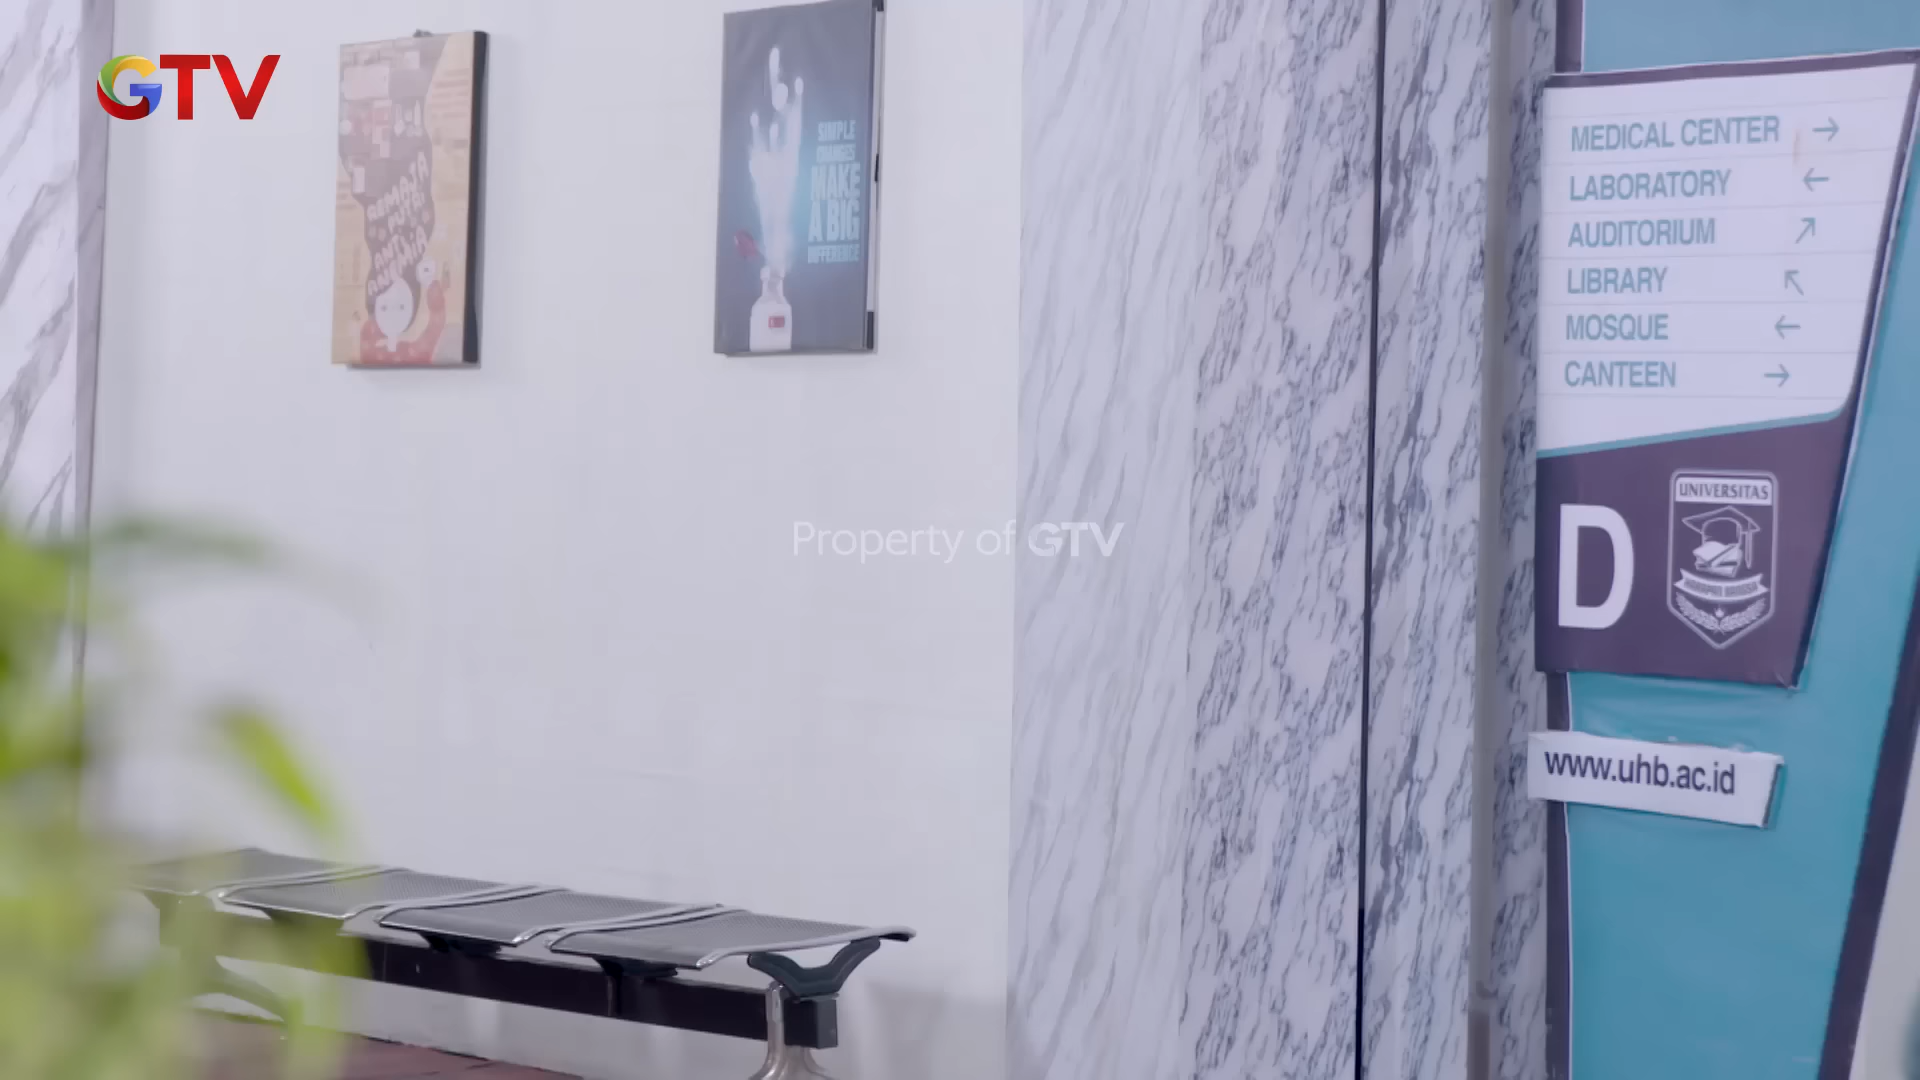 GTV
SIMPLE
CHANGES
MAKE
A BIG
DIFFERENCE
MEDICAL CENTER →
LABORATORY ←
AUDITORIUM ↗
LIBRARY ↖
MOSQUE ←
CANTEEN →
UNIVERSITAS
D
Property of GTV
www.uhb.ac.id